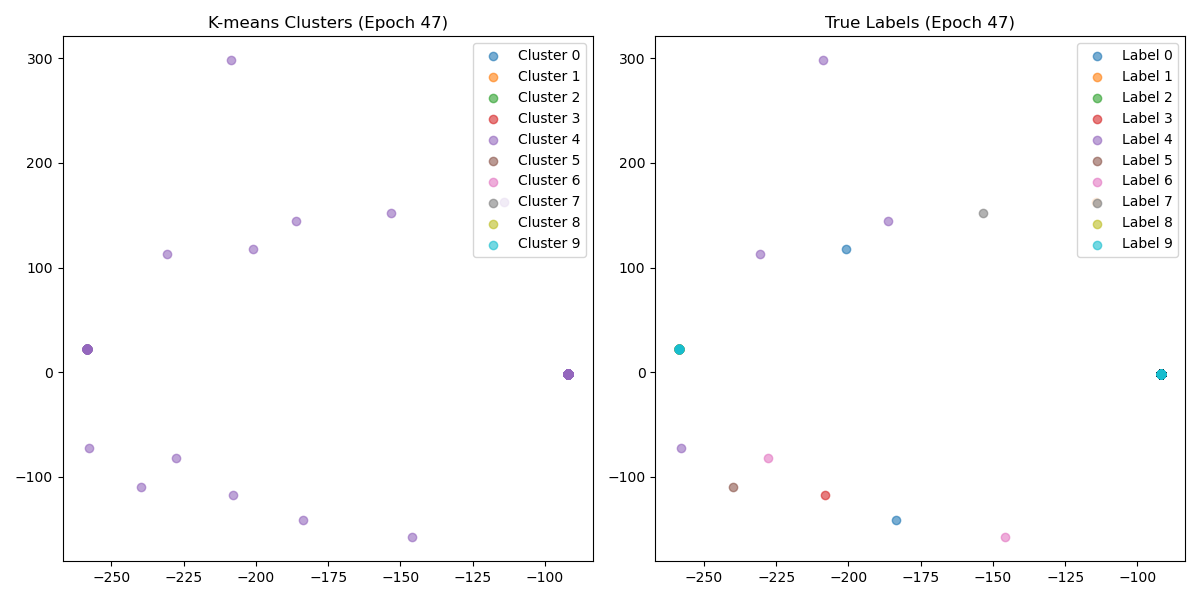 K-means Clusters (Epoch 47)
300
200
100
0
−100
−250
−225
−200
−175
−150
−125
−100
Cluster 0
Cluster 1
Cluster 2
Cluster 3
Cluster 4
Cluster 5
Cluster 6
Cluster 7
Cluster 8
Cluster 9
True Labels (Epoch 47)
300
200
100
0
−100
−250
−225
−200
−175
−150
−125
−100
Label 0
Label 1
Label 2
Label 3
Label 4
Label 5
Label 6
Label 7
Label 8
Label 9